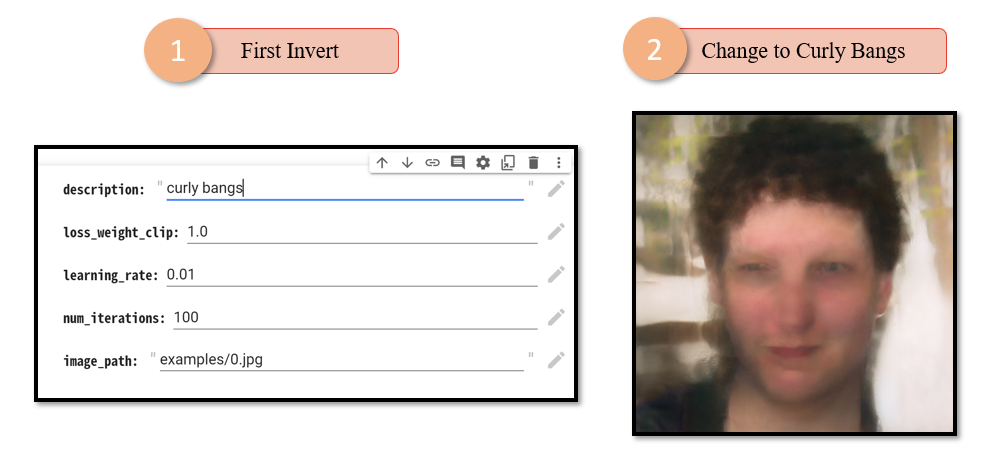 1 First Invert
2 Change to Curly Bangs
description: "curly bangs"
loss_weight_clip: 1.0
learning_rate: 0.01
num_iterations: 100
image_path: "examples/0.jpg"